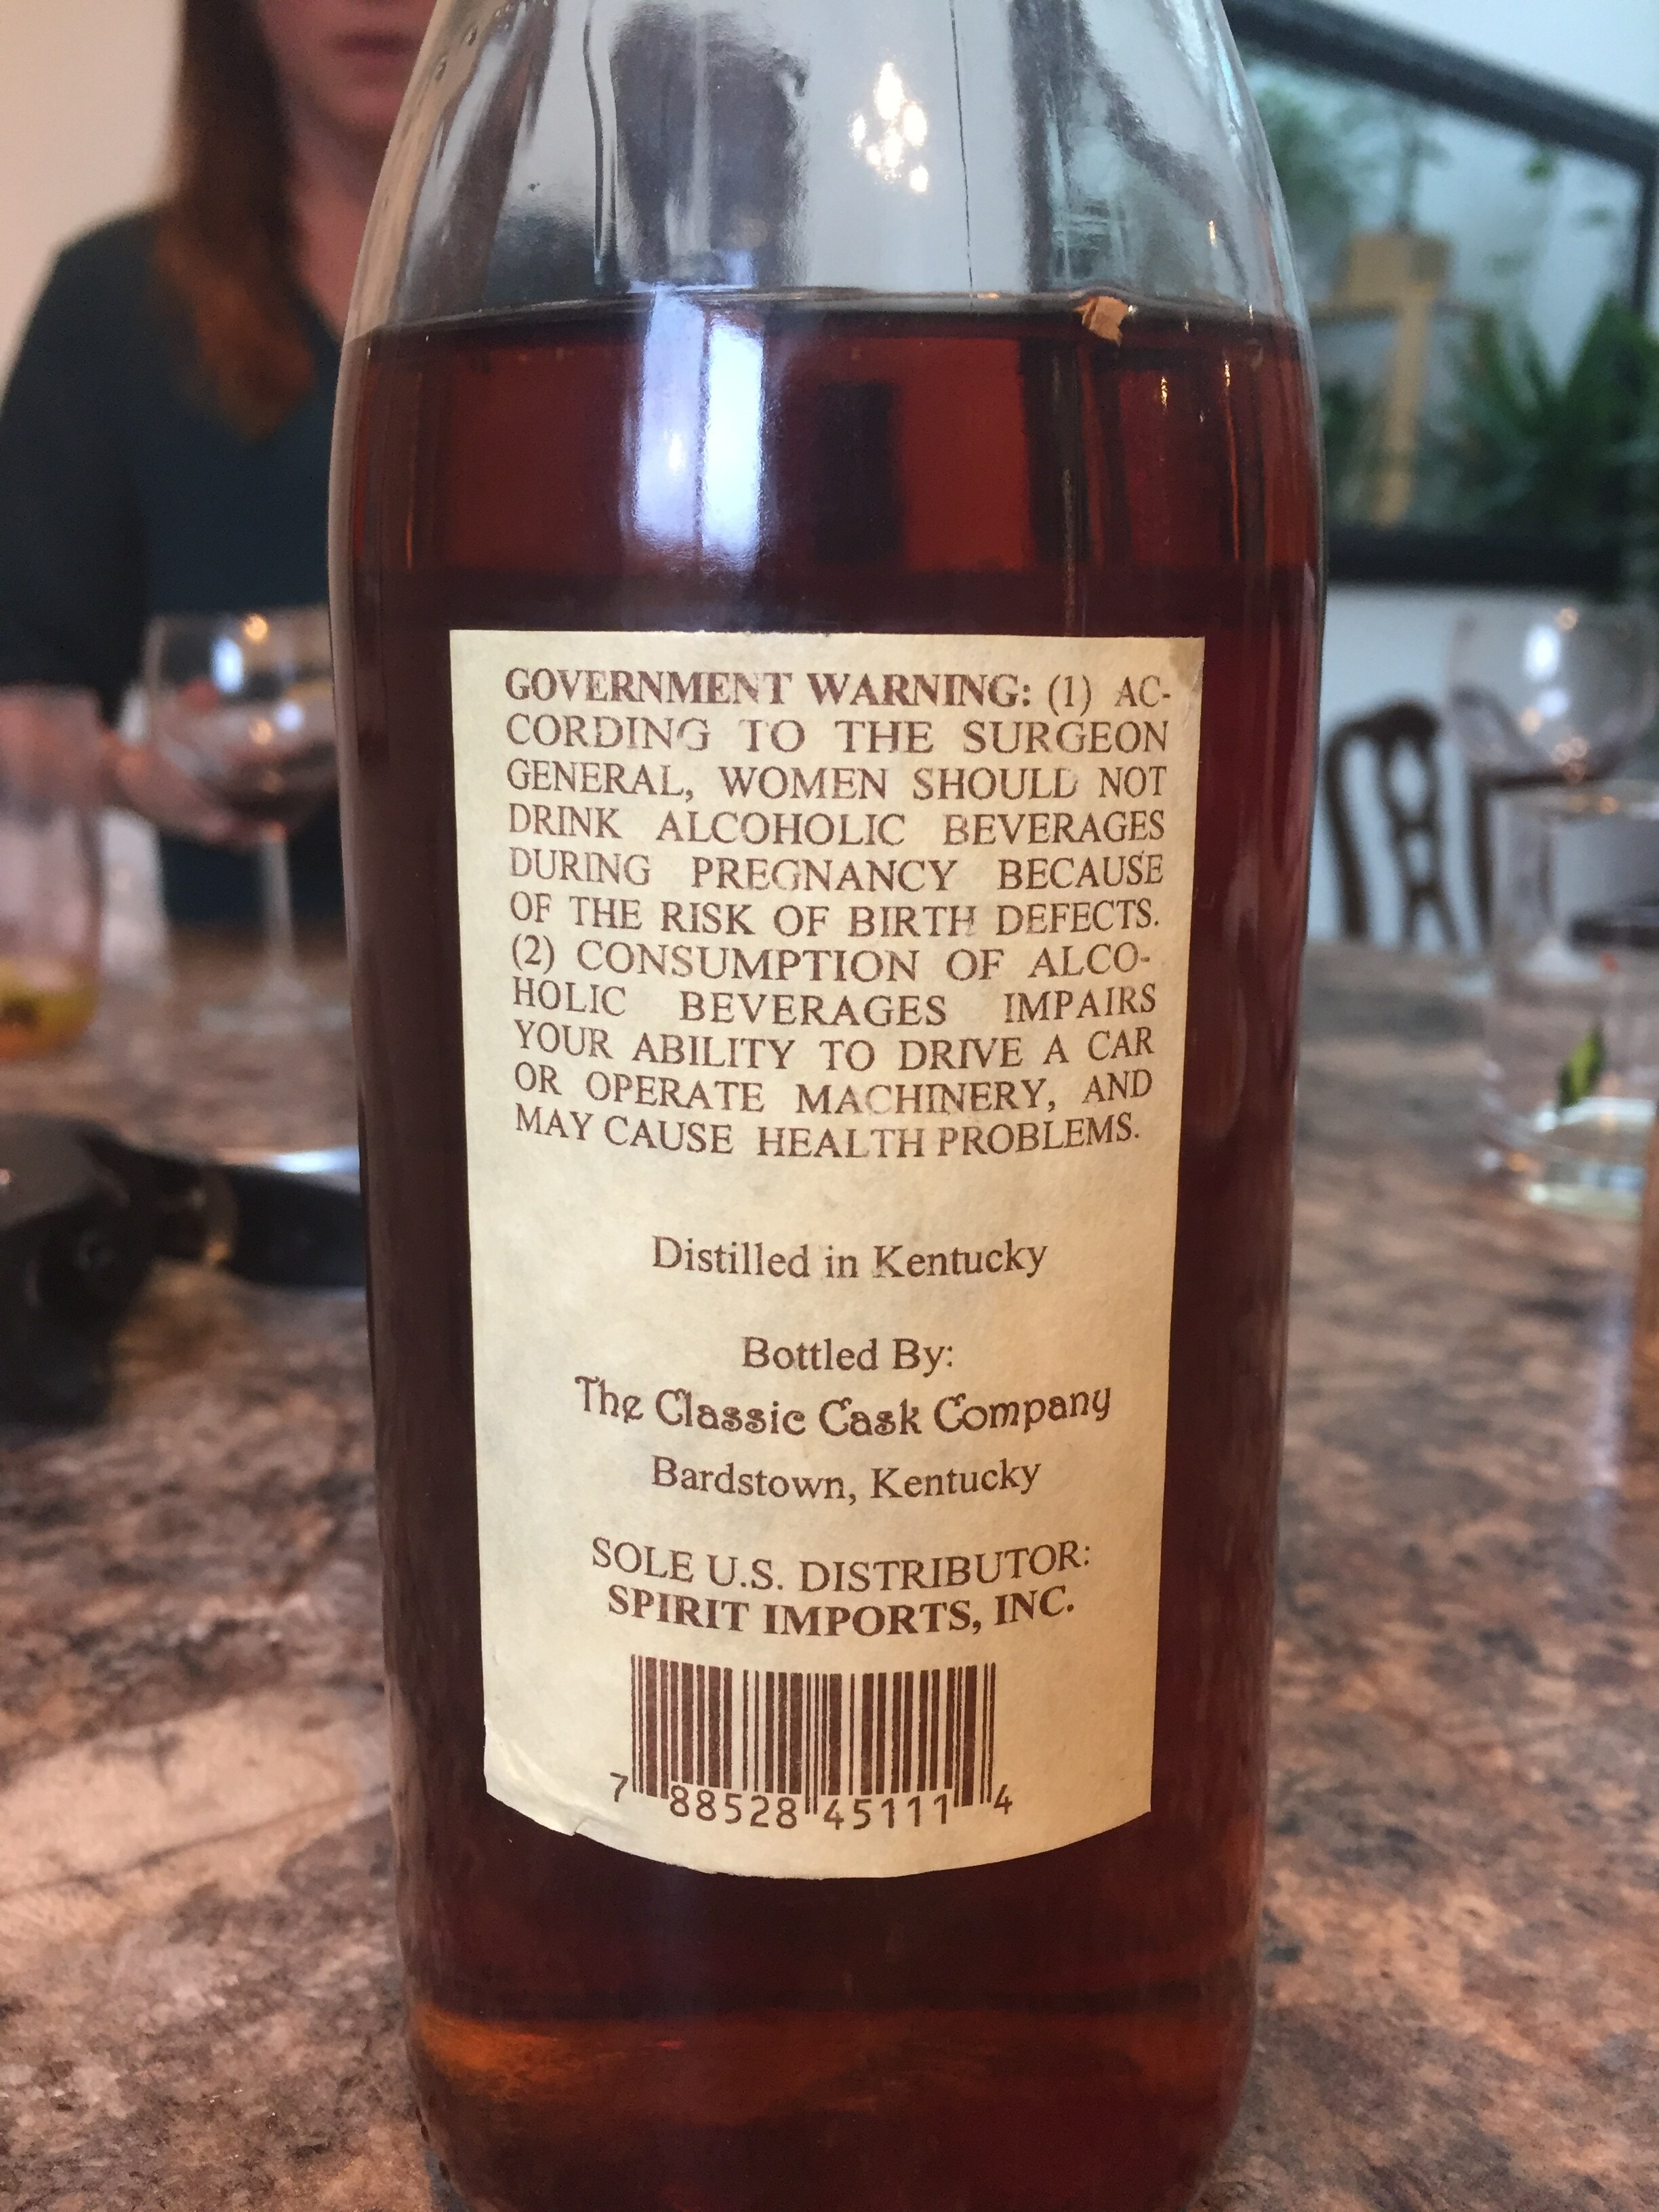 GOVERNMENT WARNING: (1) AC-
CORDING TO THE SURGEON
GENERAL, WOMEN SHOULD NOT
DRINK ALCOHOLIC BEVERAGES
DURING PREGNANCY BECAUSE
OF THE RISK OF BIRTH DEFECTS.
(2) CONSUMPTION OF ALCO-
HOLIC BEVERAGES IMPAIRS
YOUR ABILITY TO DRIVE A CAR
OR OPERATE MACHINERY, AND
MAY CAUSE HEALTH PROBLEMS.
Distilled in Kentucky
Bottled By:
The Classic Cask Company
Bardstown, Kentucky
SOLE U.S. DISTRIBUTOR:
SPIRIT IMPORTS, INC.
7 88528 45111 4